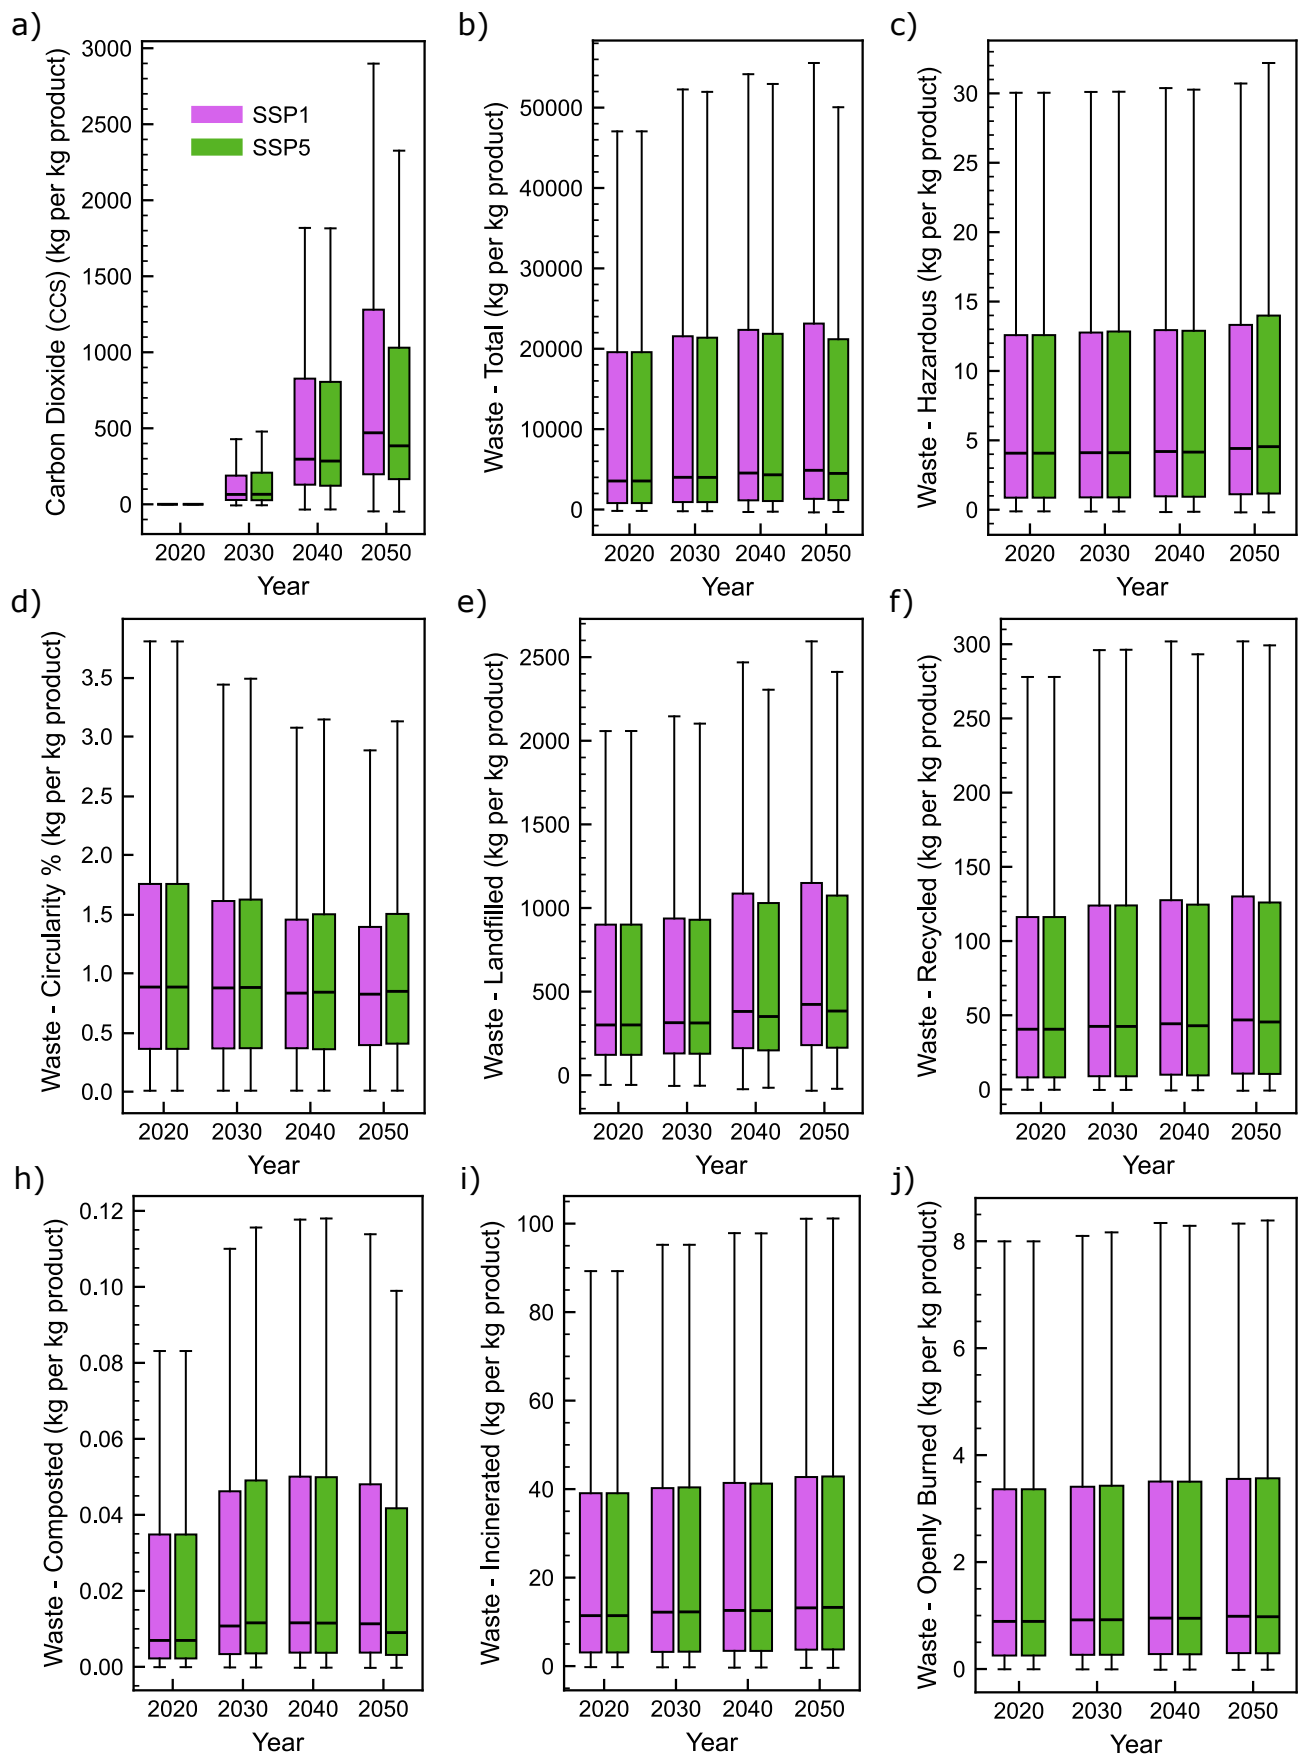 a)
Carbon Dioxide (CCS) (kg per kg product)
3000
2500
2000
1500
1000
500
0
SSP1
SSP5
2020 2030 2040 2050
Year
b)
Waste - Total (kg per kg product)
50000
40000
30000
20000
10000
0
2020 2030 2040 2050
Year
c)
Waste - Hazardous (kg per kg product)
30
25
20
15
10
5
0
2020 2030 2040 2050
Year
d)
Waste - Circularity % (kg per kg product)
3.5
3.0
2.5
2.0
1.5
1.0
0.5
0.0
2020 2030 2040 2050
Year
e)
Waste - Landfilled (kg per kg product)
2500
2000
1500
1000
500
0
2020 2030 2040 2050
Year
f)
Waste - Recycled (kg per kg product)
300
250
200
150
100
50
0
2020 2030 2040 2050
Year
h)
Waste - Composted (kg per kg product)
0.12
0.10
0.08
0.06
0.04
0.02
0.00
2020 2030 2040 2050
Year
i)
Waste - Incinerated (kg per kg product)
100
80
60
40
20
0
2020 2030 2040 2050
Year
j)
Waste - Openly Burned (kg per kg product)
8
6
4
2
0
2020 2030 2040 2050
Year